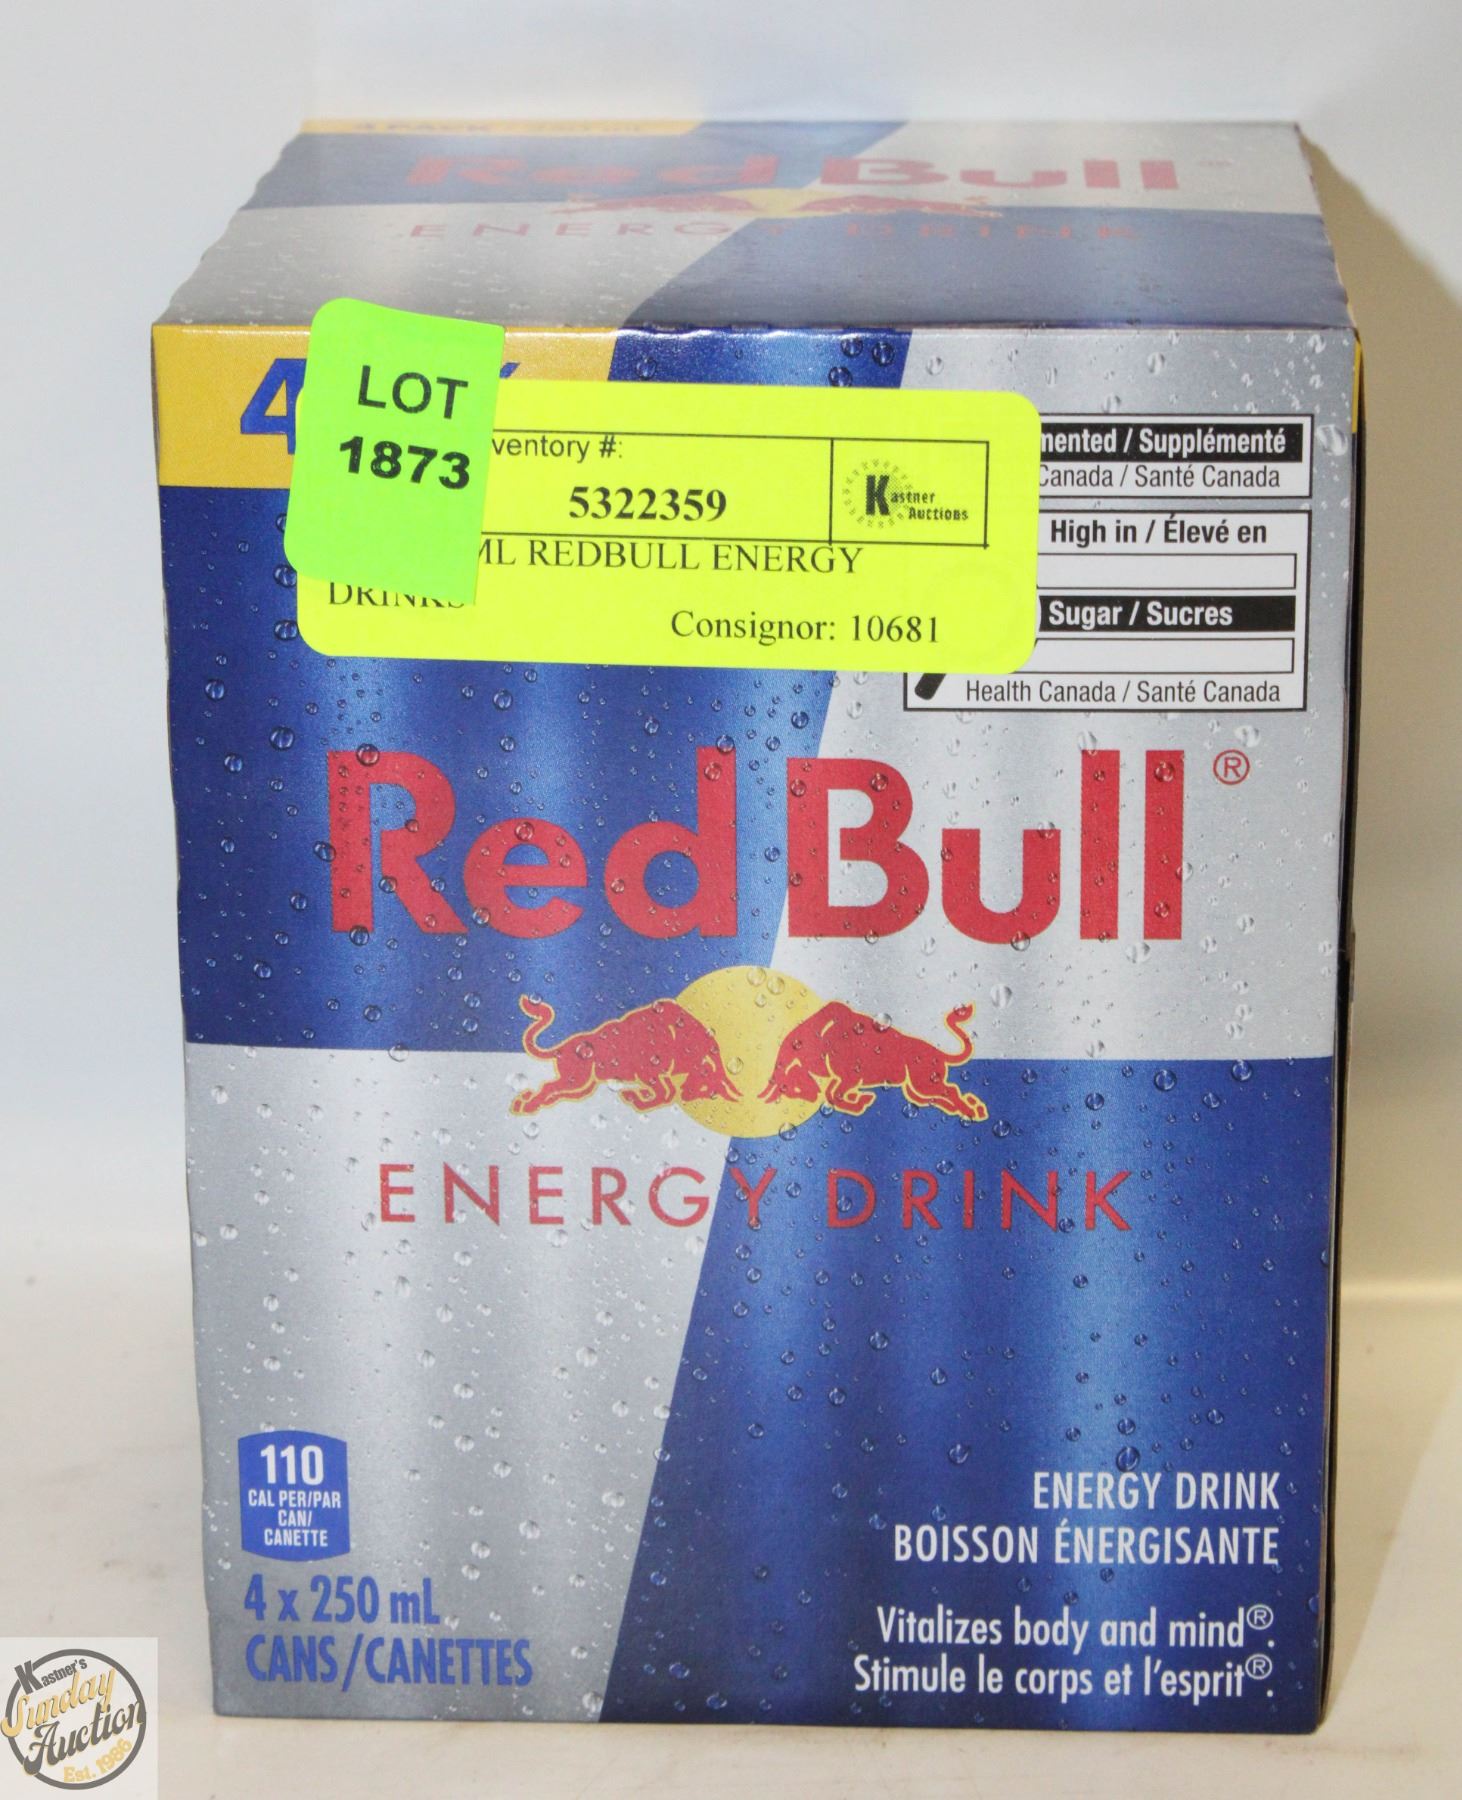 4 PACK
Red Bull
ENERGY DRINK
4
LOT
1873
ventory #:
5322359
Kastner
Auctions
ML REDBULL ENERGY
DRINKS
Consignor: 10681
mented / Supplémenté
Canada / Santé Canada
High in / Élevé en
Sugar / Sucres
Health Canada / Santé Canada
Red Bull®
ENERGY DRINK
110
CAL PER/PAR
CAN/
CANETTE
4 x 250 mL
CANS/CANETTES
ENERGY DRINK
BOISSON ÉNERGISANTE
Vitalizes body and mind®.
Stimule le corps et l'esprit®.
Kastner's
Sunday
Auction
Est. 1986